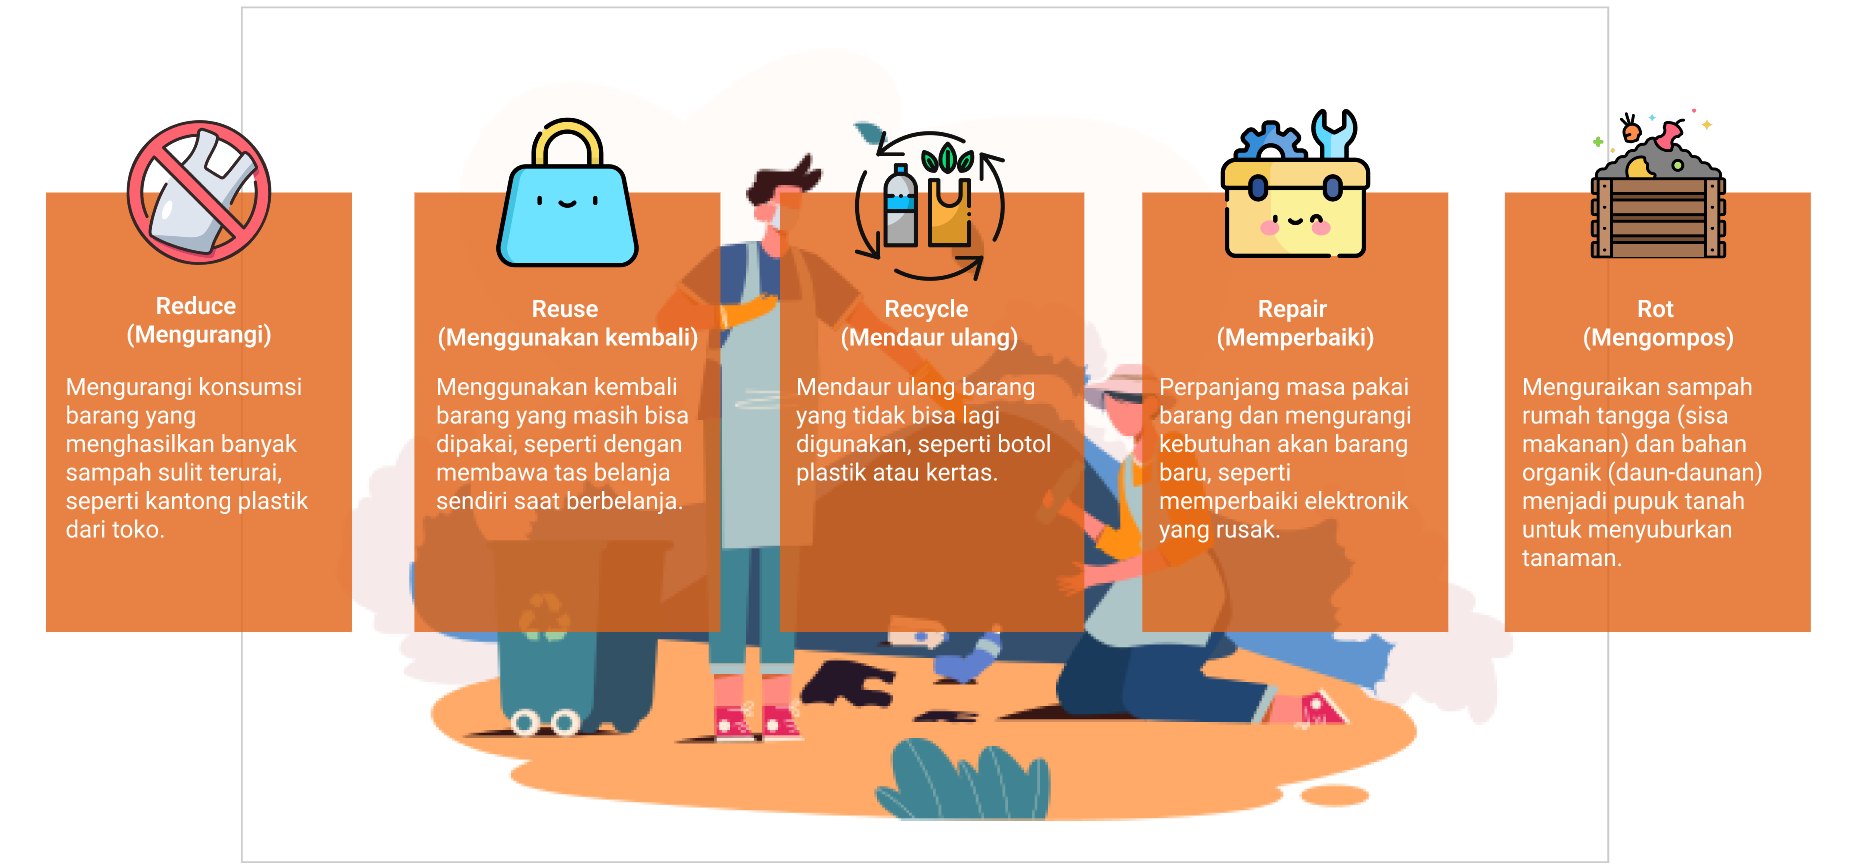 Reduce
(Mengurangi)
Mengurangi konsumsi
barang yang
menghasilkan banyak
sampah sulit terurai,
seperti kantong plastik
dari toko.
Reuse
(Menggunakan kembali)
Menggunakan kembali
barang yang masih bisa
dipakai, seperti dengan
membawa tas belanja
sendiri saat berbelanja.
Recycle
(Mendaur ulang)
Mendaur ulang barang
yang tidak bisa lagi
digunakan, seperti botol
plastik atau kertas.
Repair
(Memperbaiki)
Perpanjang masa pakai
barang dan mengurangi
kebutuhan akan barang
baru, seperti
memperbaiki elektronik
yang rusak.
Rot
(Mengompos)
Menguraikan sampah
rumah tangga (sisa
makanan) dan bahan
organik (daun-daunan)
menjadi pupuk tanah
untuk menyuburkan
tanaman.